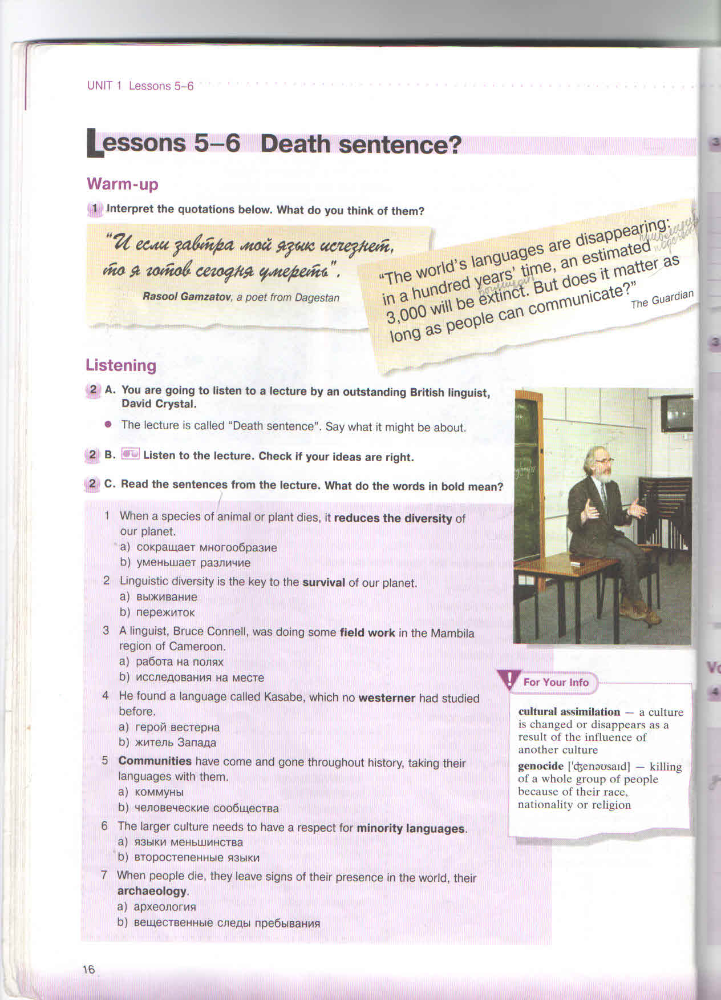 UNIT 1 Lessons 5–6
Lessons 5–6 Death sentence?
Warm-up
1 Interpret the quotations below. What do you think of them?
“И если завтра мой язык исчезнет,
то я готов сегодня умереть”.
Rasool Gamzatov, a poet from Dagestan
“The world’s languages are disappearing:
in a hundred years’ time, an estimated
3,000 will be extinct. But does it matter as
long as people can communicate?”
The Guardian
Listening
2 A. You are going to listen to a lecture by an outstanding British linguist,
David Crystal.
• The lecture is called “Death sentence”. Say what it might be about.
2 B. Listen to the lecture. Check if your ideas are right.
2 C. Read the sentences from the lecture. What do the words in bold mean?
1 When a species of animal or plant dies, it reduces the diversity of
our planet.
a) сокращает многообразие
b) уменьшает различие
2 Linguistic diversity is the key to the survival of our planet.
a) выживание
b) пережиток
3 A linguist, Bruce Connell, was doing some field work in the Mambila
region of Cameroon.
a) работа на полях
b) исследования на месте
4 He found a language called Kasabe, which no westerner had studied
before.
a) герой вестерна
b) житель Запада
5 Communities have come and gone throughout history, taking their
languages with them.
a) коммуны
b) человеческие сообщества
6 The larger culture needs to have a respect for minority languages.
a) языки меньшинства
b) второстепенные языки
7 When people die, they leave signs of their presence in the world, their
archaeology.
a) археология
b) вещественные следы пребывания
! For Your Info
cultural assimilation — a culture
is changed or disappears as a
result of the influence of
another culture
genocide [ˈʤenəʊsaɪd] — killing
of a whole group of people
because of their race,
nationality or religion
16
3
3
Vo
4